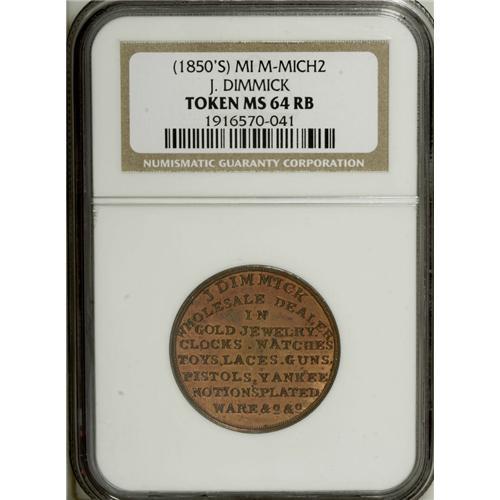 (1850'S) MI M-MICH2
J. DIMMICK
TOKEN MS 64 RB
1916570-041
NUMISMATIC GUARANTY CORPORATION
J DIMMICK
WHOLESALE DEALER
IN
GOLD JEWELRY.
CLOCKS. WATCHES
TOYS, LACES. GUNS.
PISTOLS, YANKEE
NOTIONS, PLATED
WARE &c &c